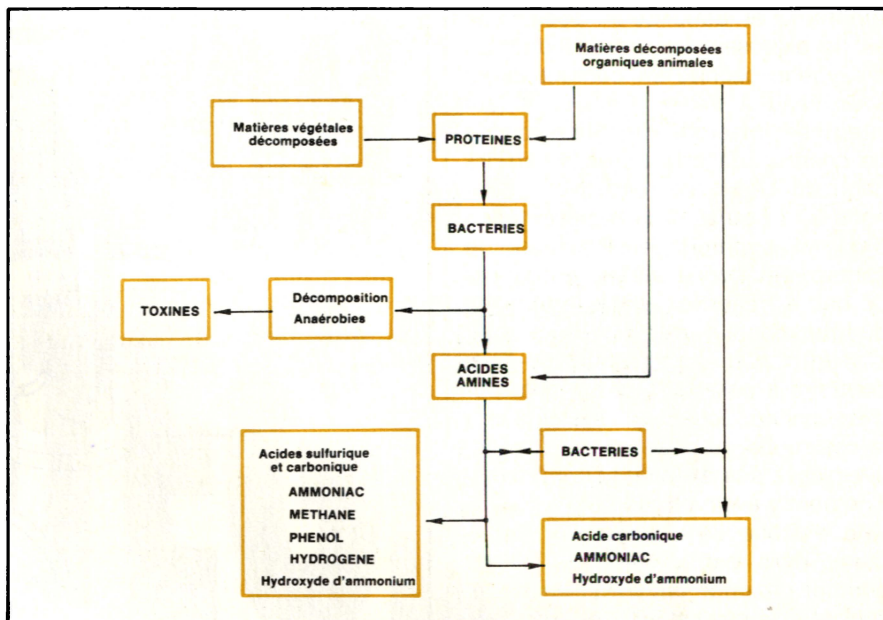 Matières décomposées
organiques animales
Matières végétales
décomposées
PROTEINES
BACTERIES
TOXINES
Décomposition
Anaérobies
ACIDES
AMINES
Acides sulfurique
et carbonique
AMMONIAC
METHANE
PHENOL
HYDROGENE
Hydroxyde d'ammonium
BACTERIES
Acide carbonique
AMMONIAC
Hydroxyde d'ammonium